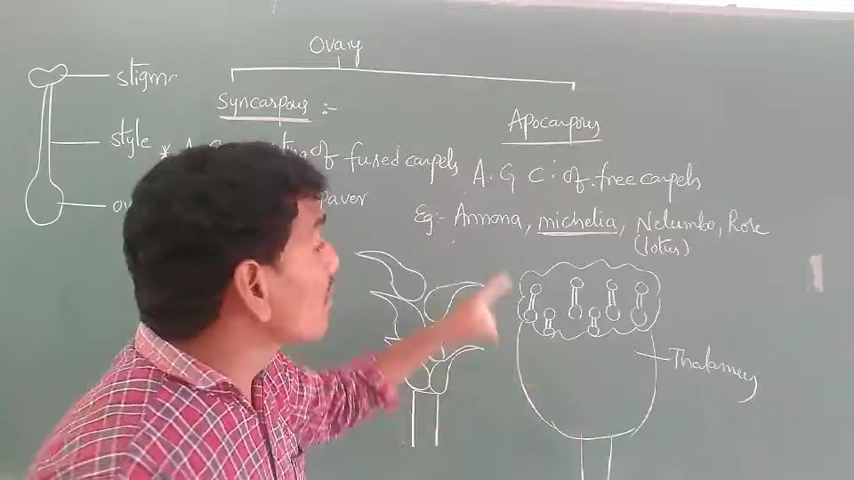 Ovary
stigma
Syncarpous :-
Apocarpous
style
* A of fused carpels
A.G C: of free carpels
paver
Eg:- Annona, michelia, Nelumbo, Rose
(lotus)
Thalamus